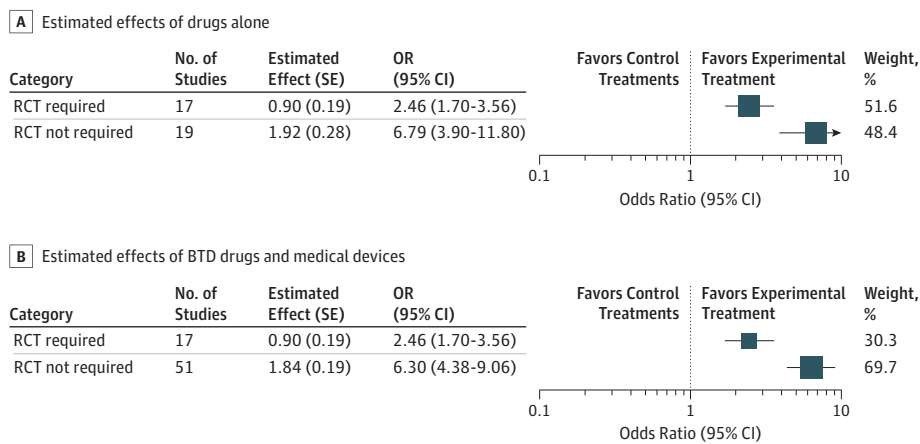 A Estimated effects of drugs alone
Category No. of Studies Estimated Effect (SE) OR (95% CI) Favors Control Treatments Favors Experimental Treatment Weight, %
RCT required 17 0.90 (0.19) 2.46 (1.70-3.56) 51.6
RCT not required 19 1.92 (0.28) 6.79 (3.90-11.80) 48.4
0.1 1 10
Odds Ratio (95% CI)
B Estimated effects of BTD drugs and medical devices
Category No. of Studies Estimated Effect (SE) OR (95% CI) Favors Control Treatments Favors Experimental Treatment Weight, %
RCT required 17 0.90 (0.19) 2.46 (1.70-3.56) 30.3
RCT not required 51 1.84 (0.19) 6.30 (4.38-9.06) 69.7
0.1 1 10
Odds Ratio (95% CI)